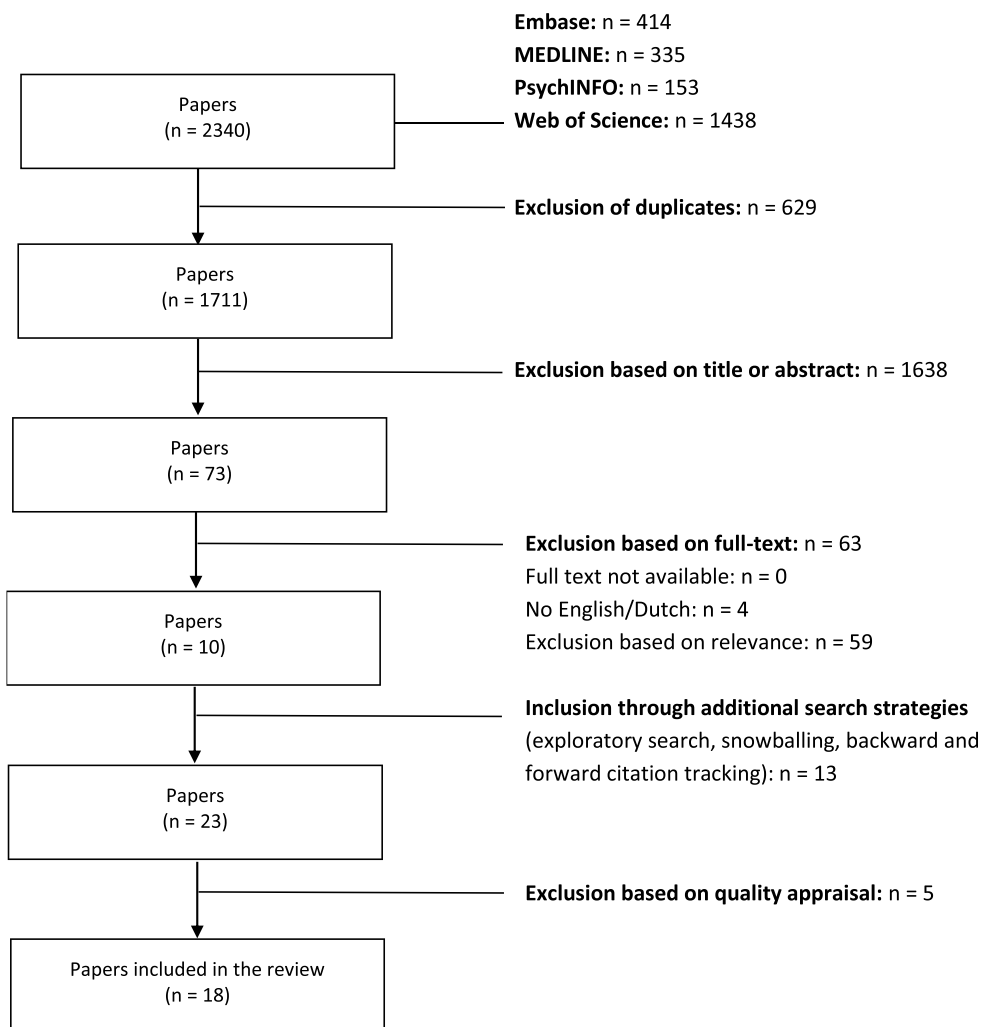 Embase: n = 414
MEDLINE: n = 335
PsychINFO: n = 153
Web of Science: n = 1438
Papers
(n = 2340)
Exclusion of duplicates: n = 629
Papers
(n = 1711)
Exclusion based on title or abstract: n = 1638
Papers
(n = 73)
Exclusion based on full-text: n = 63
Full text not available: n = 0
No English/Dutch: n = 4
Exclusion based on relevance: n = 59
Papers
(n = 10)
Inclusion through additional search strategies
(exploratory search, snowballing, backward and
forward citation tracking): n = 13
Papers
(n = 23)
Exclusion based on quality appraisal: n = 5
Papers included in the review
(n = 18)